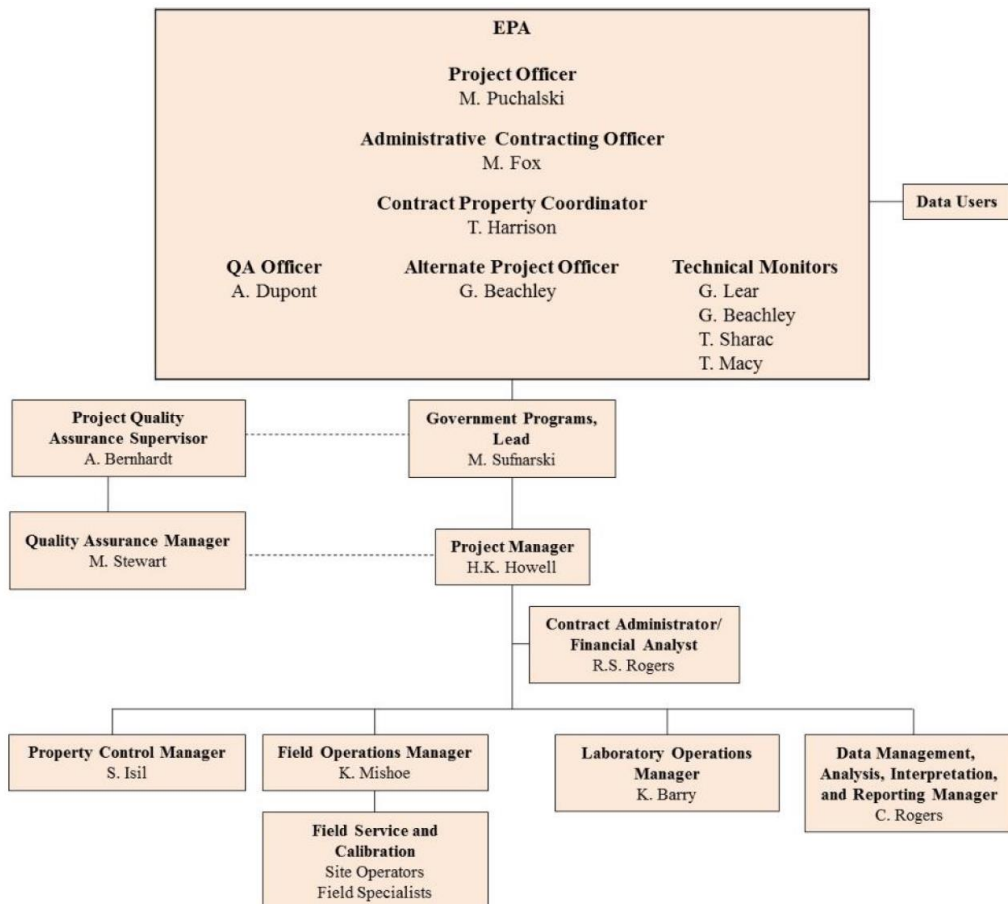 EPA
Project Officer
M. Puchalski
Administrative Contracting Officer
M. Fox
Contract Property Coordinator
T. Harrison
QA Officer
A. Dupont
Alternate Project Officer
G. Beachley
Technical Monitors
G. Lear
G. Beachley
T. Sharac
T. Macy
Data Users
Project Quality
Assurance Supervisor
A. Bernhardt
Government Programs,
Lead
M. Sufnarski
Quality Assurance Manager
M. Stewart
Project Manager
H.K. Howell
Contract Administrator/
Financial Analyst
R.S. Rogers
Property Control Manager
S. Isil
Field Operations Manager
K. Mishoe
Laboratory Operations
Manager
K. Barry
Data Management,
Analysis, Interpretation,
and Reporting Manager
C. Rogers
Field Service and
Calibration
Site Operators
Field Specialists